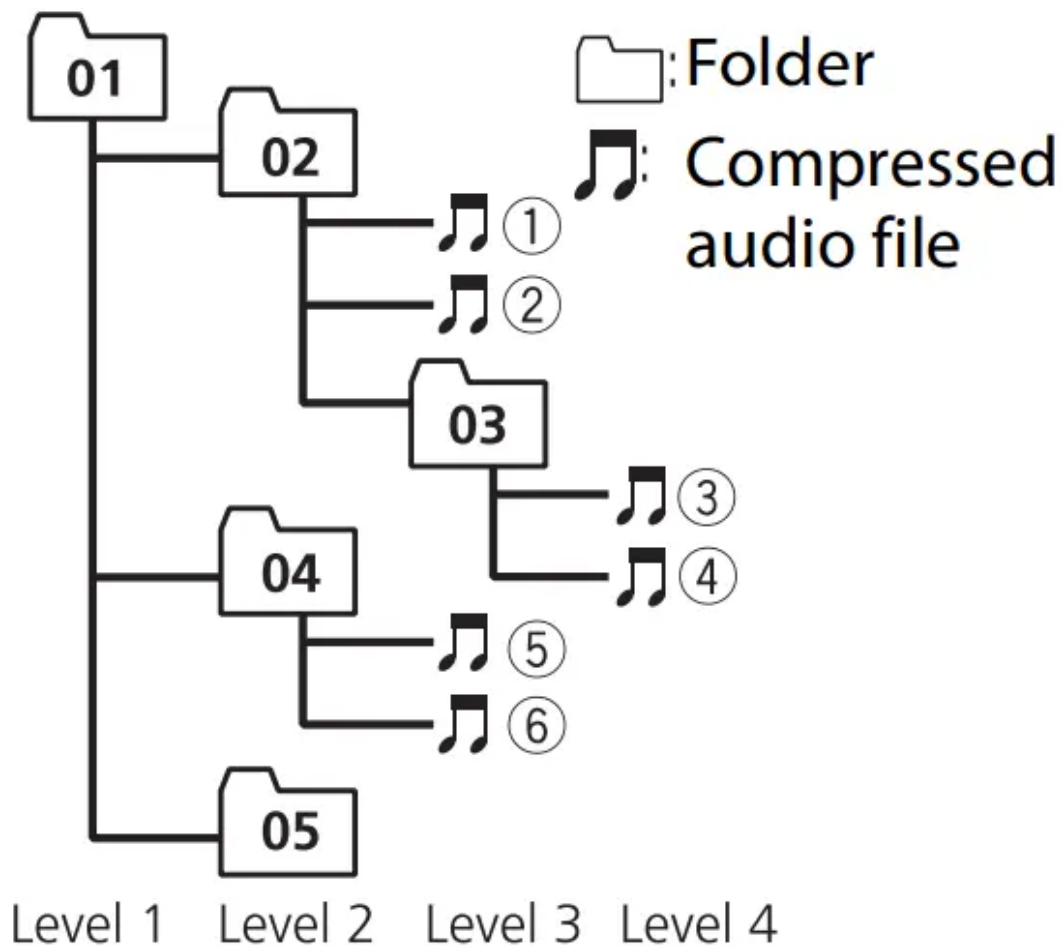 01
: Folder
02
: Compressed
audio file
①
②
03
③
04
④
⑤
⑥
05
Level 1 Level 2 Level 3 Level 4